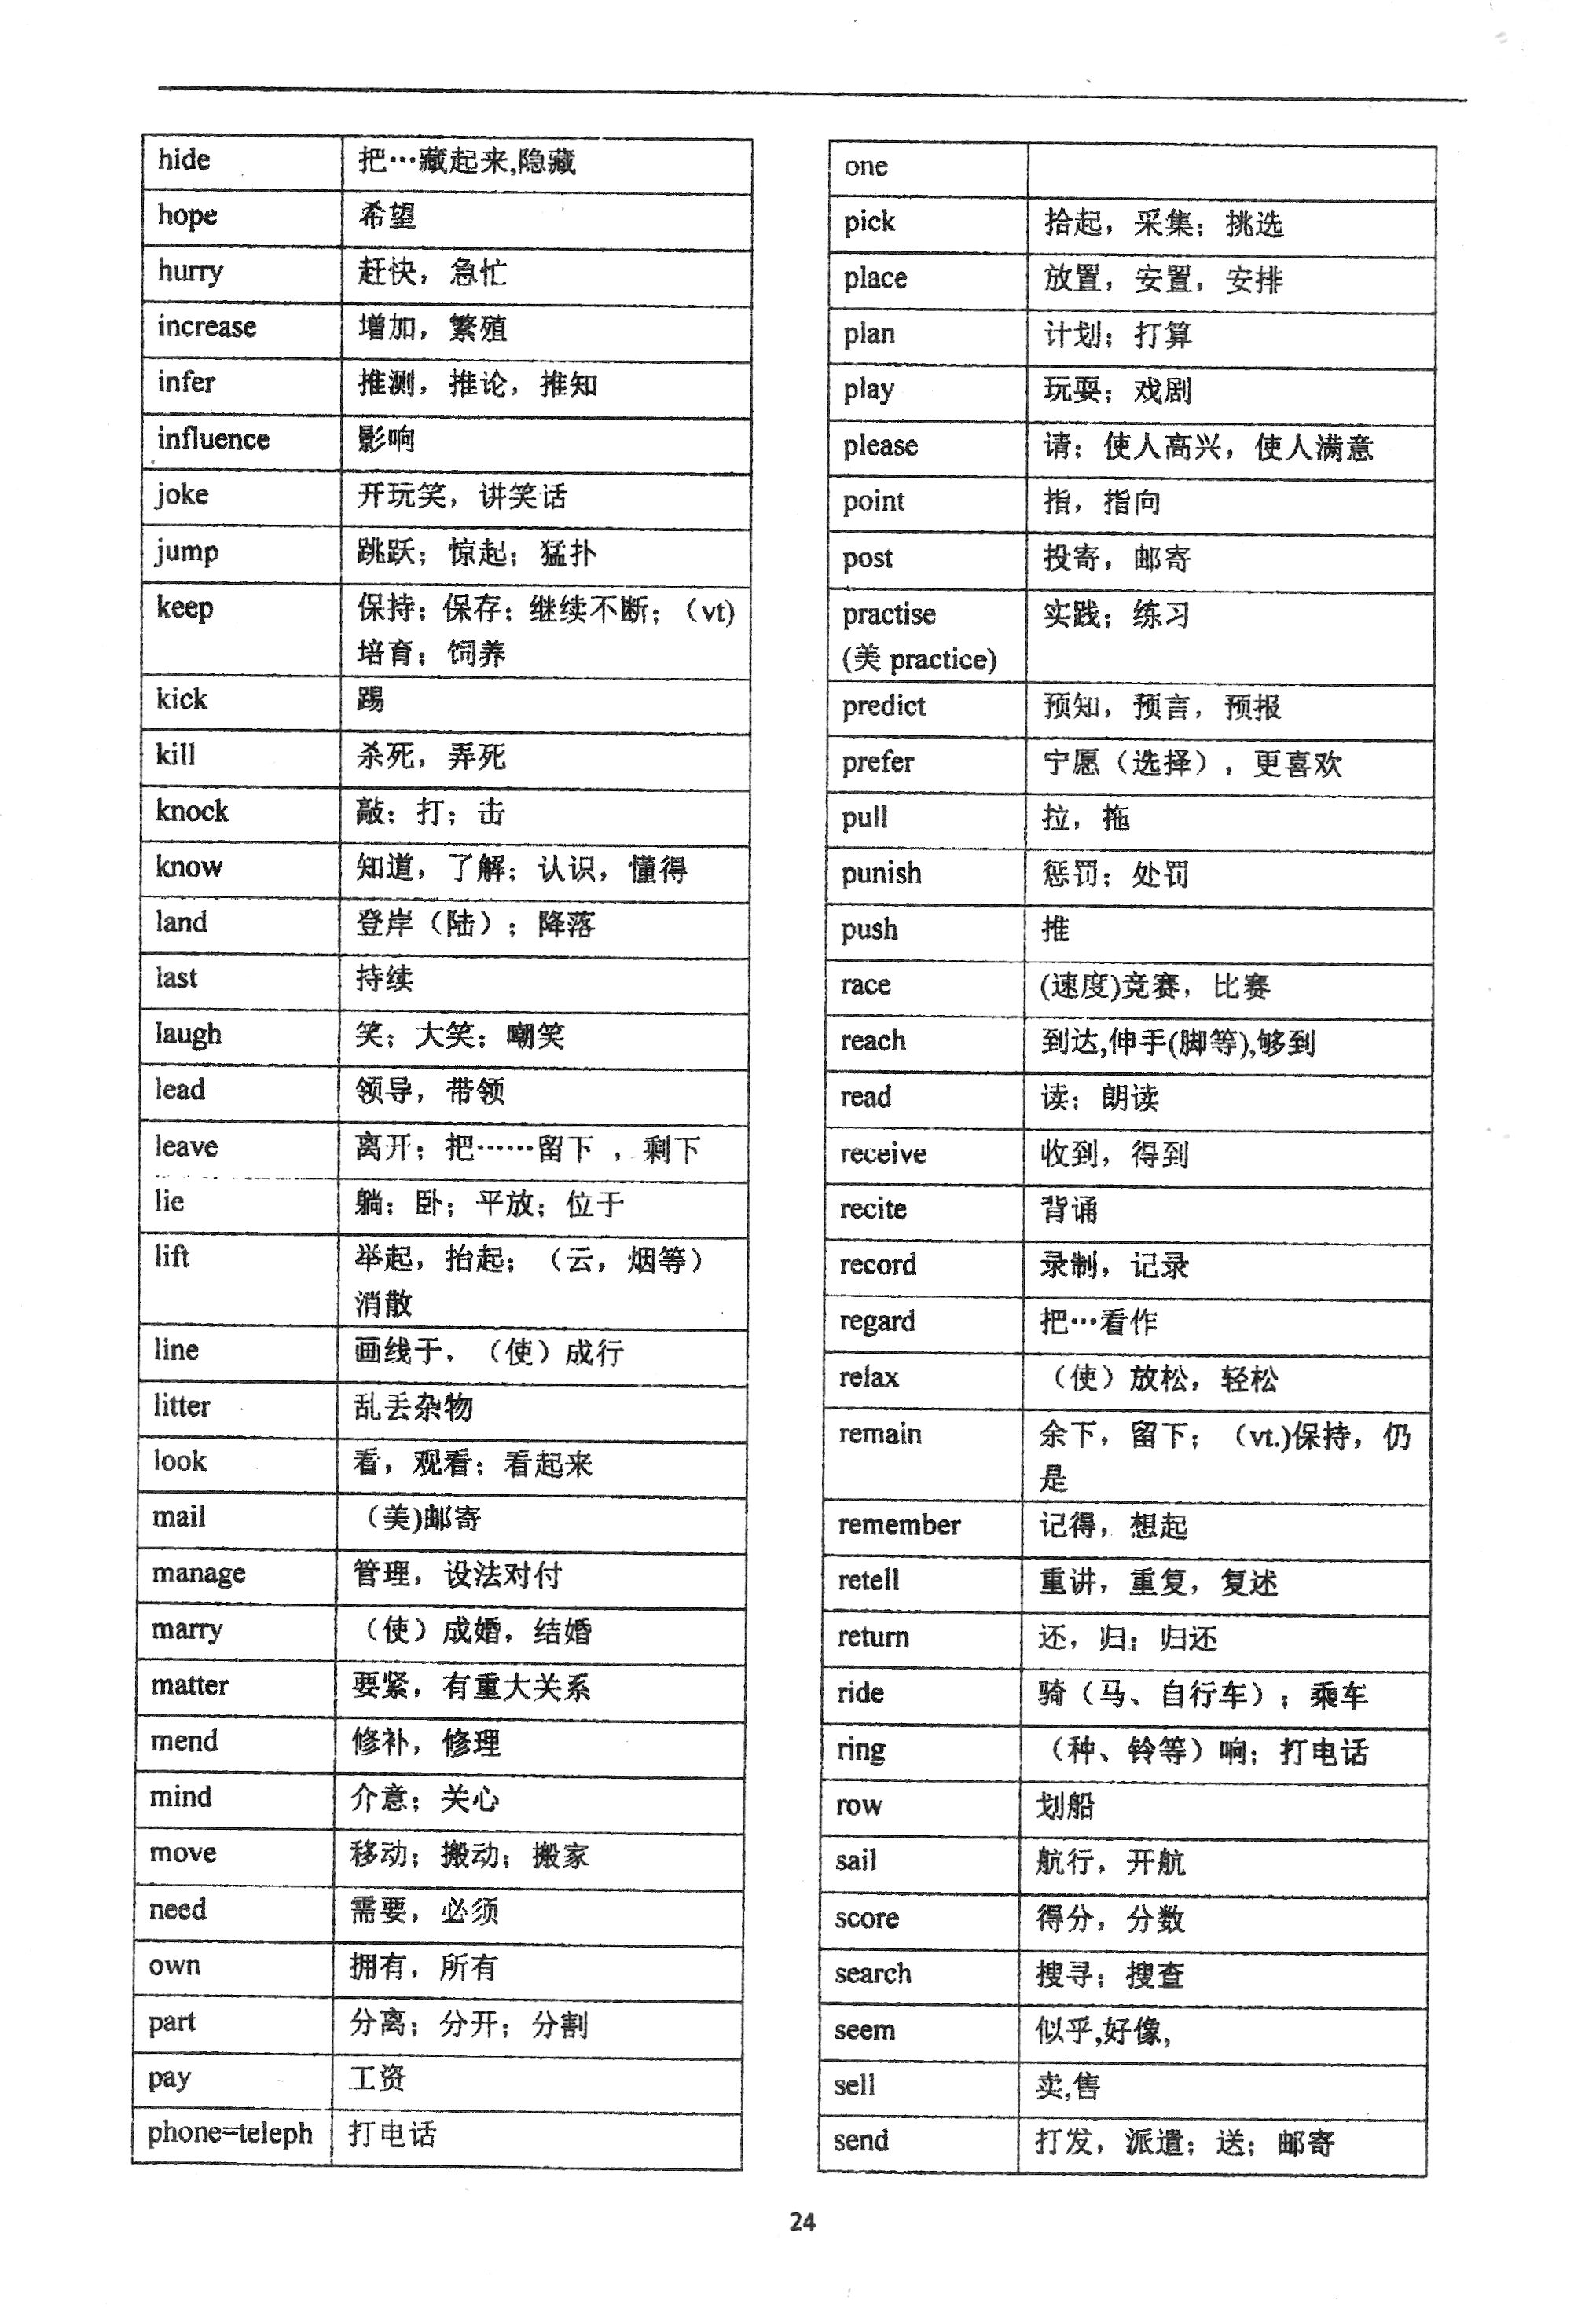 hide 把…藏起来,隐藏
hope 希望
hurry 赶快，急忙
increase 增加，繁殖
infer 推测，推论，推知
influence 影响
joke 开玩笑，讲笑话
jump 跳跃；惊起；猛扑
keep 保持；保存；继续不断；（vt)
培育；饲养
kick 踢
kill 杀死，弄死
knock 敲；打；击
know 知道，了解；认识，懂得
land 登岸（陆）；降落
last 持续
laugh 笑；大笑；嘲笑
lead 领导，带领
leave 离开；把……留下 ，剩下
lie 躺；卧；平放；位于
lift 举起，抬起；（云，烟等）
消散
line 画线于，（使）成行
litter 乱丢杂物
look 看，观看；看起来
mail （美)邮寄
manage 管理，设法对付
marry （使）成婚，结婚
matter 要紧，有重大关系
mend 修补，修理
mind 介意；关心
move 移动；搬动；搬家
need 需要，必须
own 拥有，所有
part 分离；分开；分割
pay 工资
phone=teleph 打电话
one
pick 拾起，采集；挑选
place 放置，安置，安排
plan 计划；打算
play 玩耍；戏剧
please 请；使人高兴，使人满意
point 指，指向
post 投寄，邮寄
practise 实践；练习
(美 practice)
predict 预知，预言，预报
prefer 宁愿（选择），更喜欢
pull 拉，拖
punish 惩罚；处罚
push 推
race (速度)竞赛，比赛
reach 到达,伸手(脚等),够到
read 读；朗读
receive 收到，得到
recite 背诵
record 录制，记录
regard 把…看作
relax （使）放松，轻松
remain 余下，留下；（vt.)保持，仍
是
remember 记得，想起
retell 重讲，重复，复述
return 还，归；归还
ride 骑（马、自行车）；乘车
ring （种、铃等）响；打电话
row 划船
sail 航行，开航
score 得分，分数
search 搜寻；搜查
seem 似乎,好像,
sell 卖,售
send 打发，派遣；送；邮寄
24